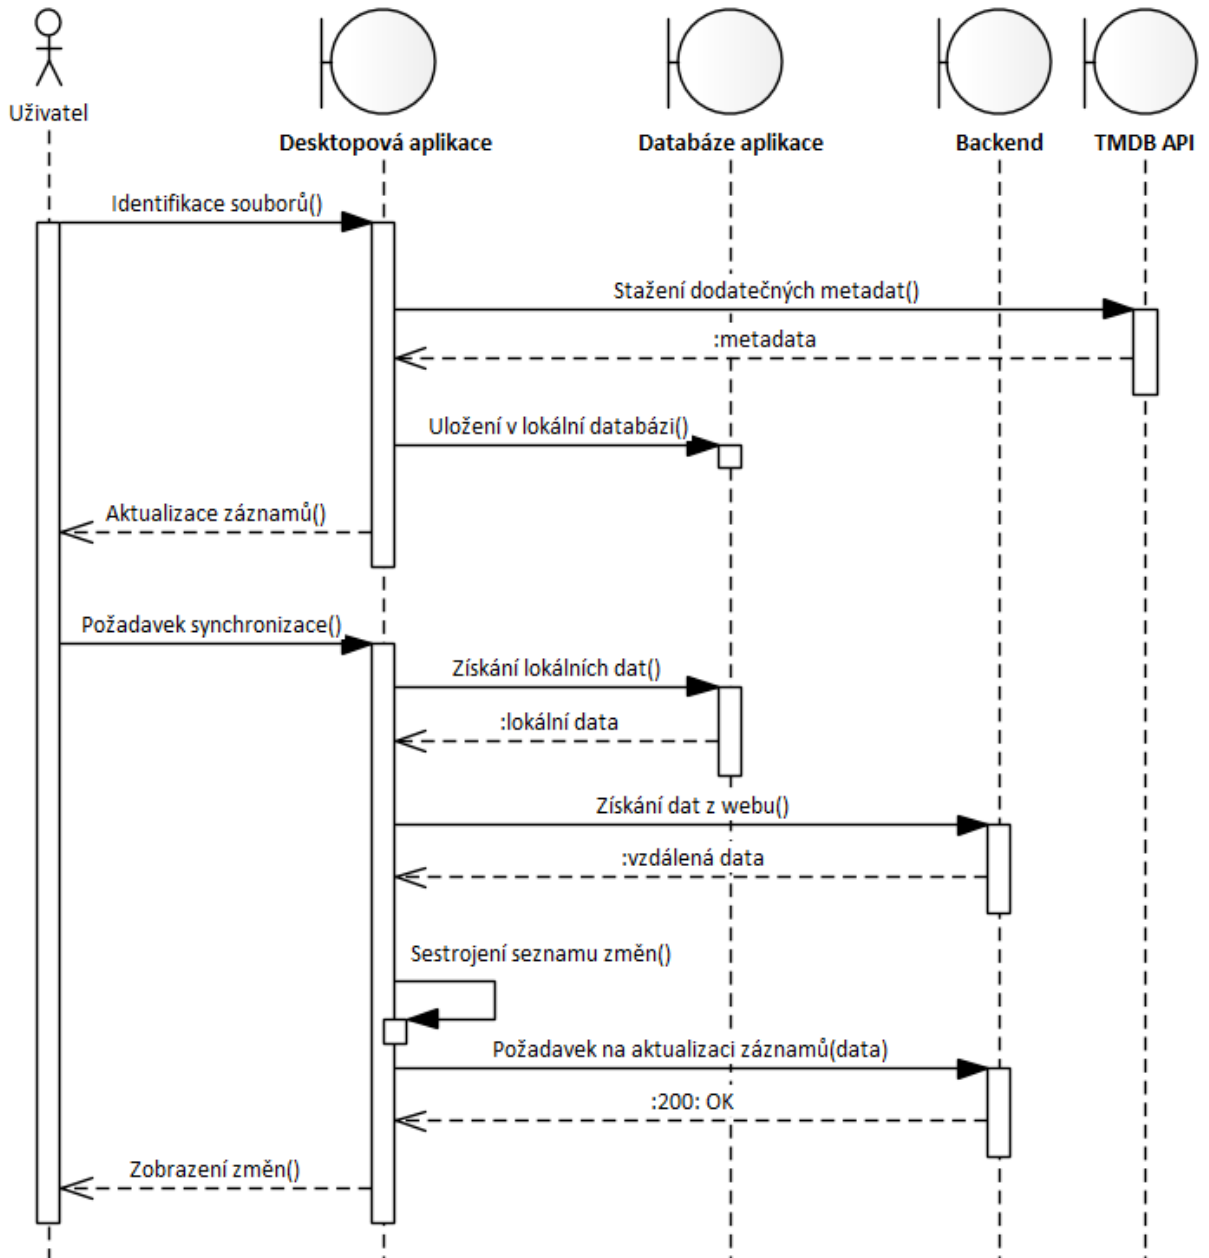 Uživatel
Desktopová aplikace
Databáze aplikace
Backend
TMDB API
Identifikace souborů()
Stažení dodatečných metadat()
:metadata
Uložení v lokální databázi()
Aktualizace záznamů()
Požadavek synchronizace()
Získání lokálních dat()
:lokální data
Získání dat z webu()
:vzdálená data
Sestrojení seznamu změn()
Požadavek na aktualizaci záznamů(data)
:200: OK
Zobrazení změn()